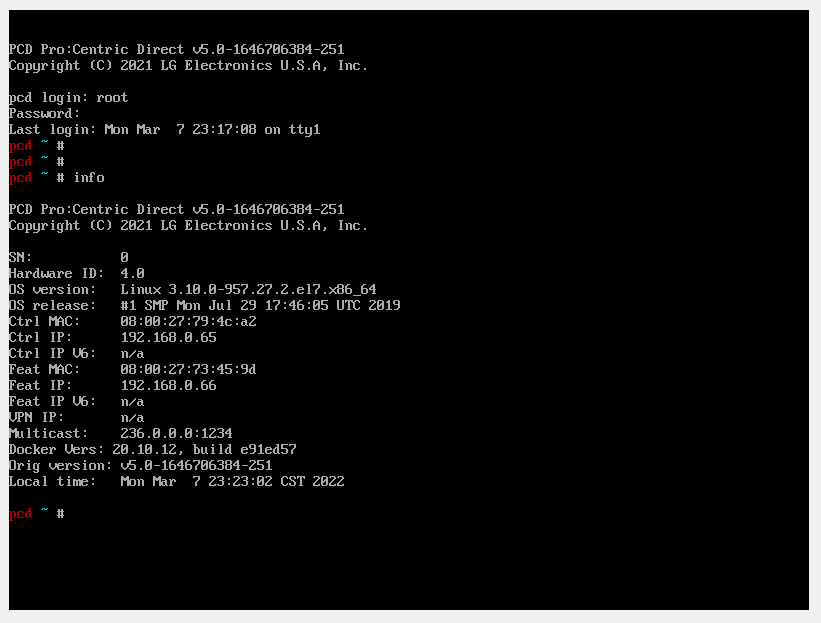 PCD Pro:Centric Direct v5.0-1646706384-251
Copyright (C) 2021 LG Electronics U.S.A, Inc.
pcd login: root
Password:
Last login: Mon Mar  7 23:17:08 on tty1
pcd ~ #
pcd ~ #
pcd ~ # info
PCD Pro:Centric Direct v5.0-1646706384-251
Copyright (C) 2021 LG Electronics U.S.A, Inc.
SN:           0
Hardware ID:  4.0
OS version:   Linux 3.10.0-957.27.2.el7.x86_64
OS release:   #1 SMP Mon Jul 29 17:46:05 UTC 2019
Ctrl MAC:     08:00:27:79:4c:a2
Ctrl IP:      192.168.0.65
Ctrl IP V6:   n/a
Feat MAC:     08:00:27:73:45:9d
Feat IP:      192.168.0.66
Feat IP V6:   n/a
VPN IP:       n/a
Multicast:    236.0.0.0:1234
Docker Vers: 20.10.12, build e91ed57
Orig version: v5.0-1646706384-251
Local time:   Mon Mar  7 23:23:02 CST 2022
pcd ~ #